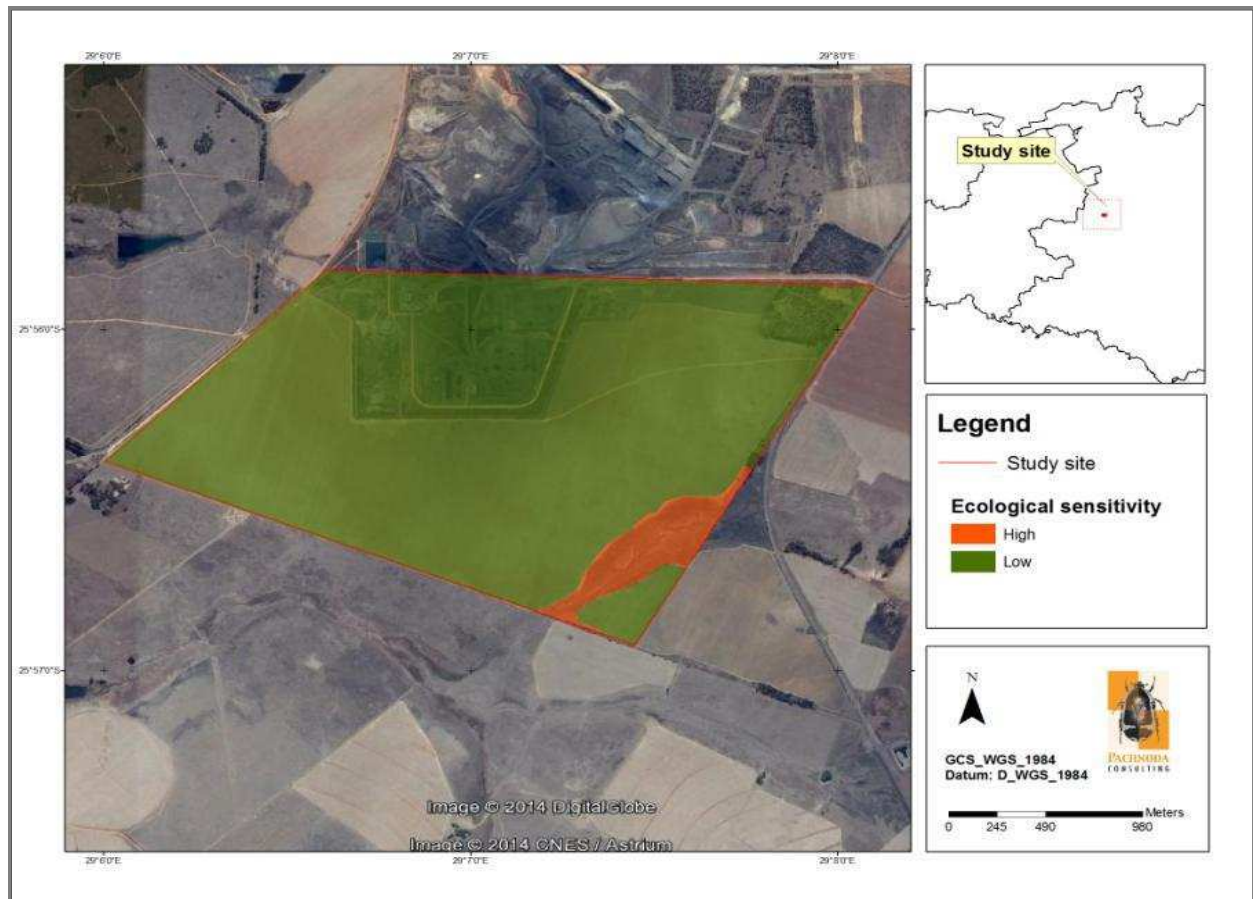 29°6'0"E 29°7'0"E 29°8'0"E
Study site
25°56'0"S
Legend
Study site
Ecological sensitivity
High
Low
25°57'0"S
N
GCS_WGS_1984
Datum: D_WGS_1984
PACHNODA
CONSULTING
Meters
0 245 490 980
Image © 2014 DigitalGlobe
Image © 2014 CNES / Astrium
29°6'0"E 29°7'0"E 29°8'0"E